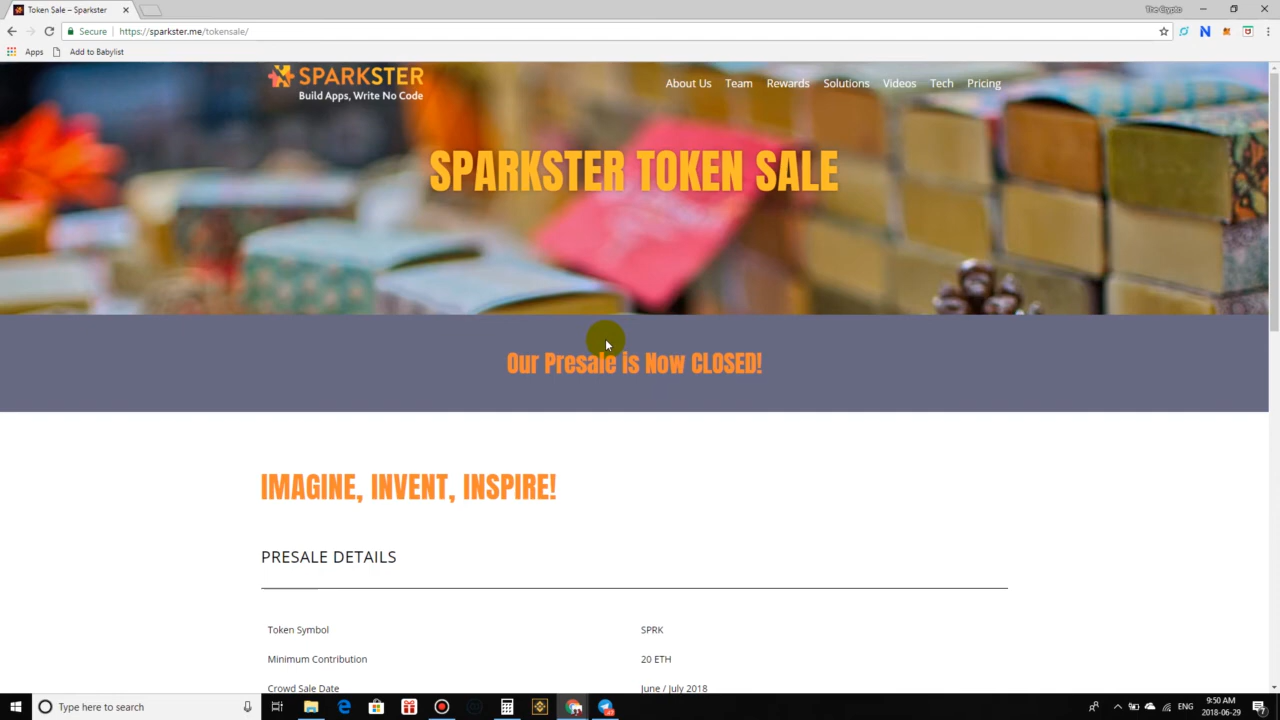 Token Sale – Sparkster
The Crypto
Secure
https://sparkster.me/tokensale/
Apps
Add to Babylist
SPARKSTER
Build Apps, Write No Code
About Us
Team
Rewards
Solutions
Videos
Tech
Pricing
SPARKSTER TOKEN SALE
Our Presale is Now CLOSED!
IMAGINE, INVENT, INSPIRE!
PRESALE DETAILS
Token Symbol
SPRK
Minimum Contribution
20 ETH
Crowd Sale Date
June / July 2018
Type here to search
ENG
9:50 AM
2018-06-29